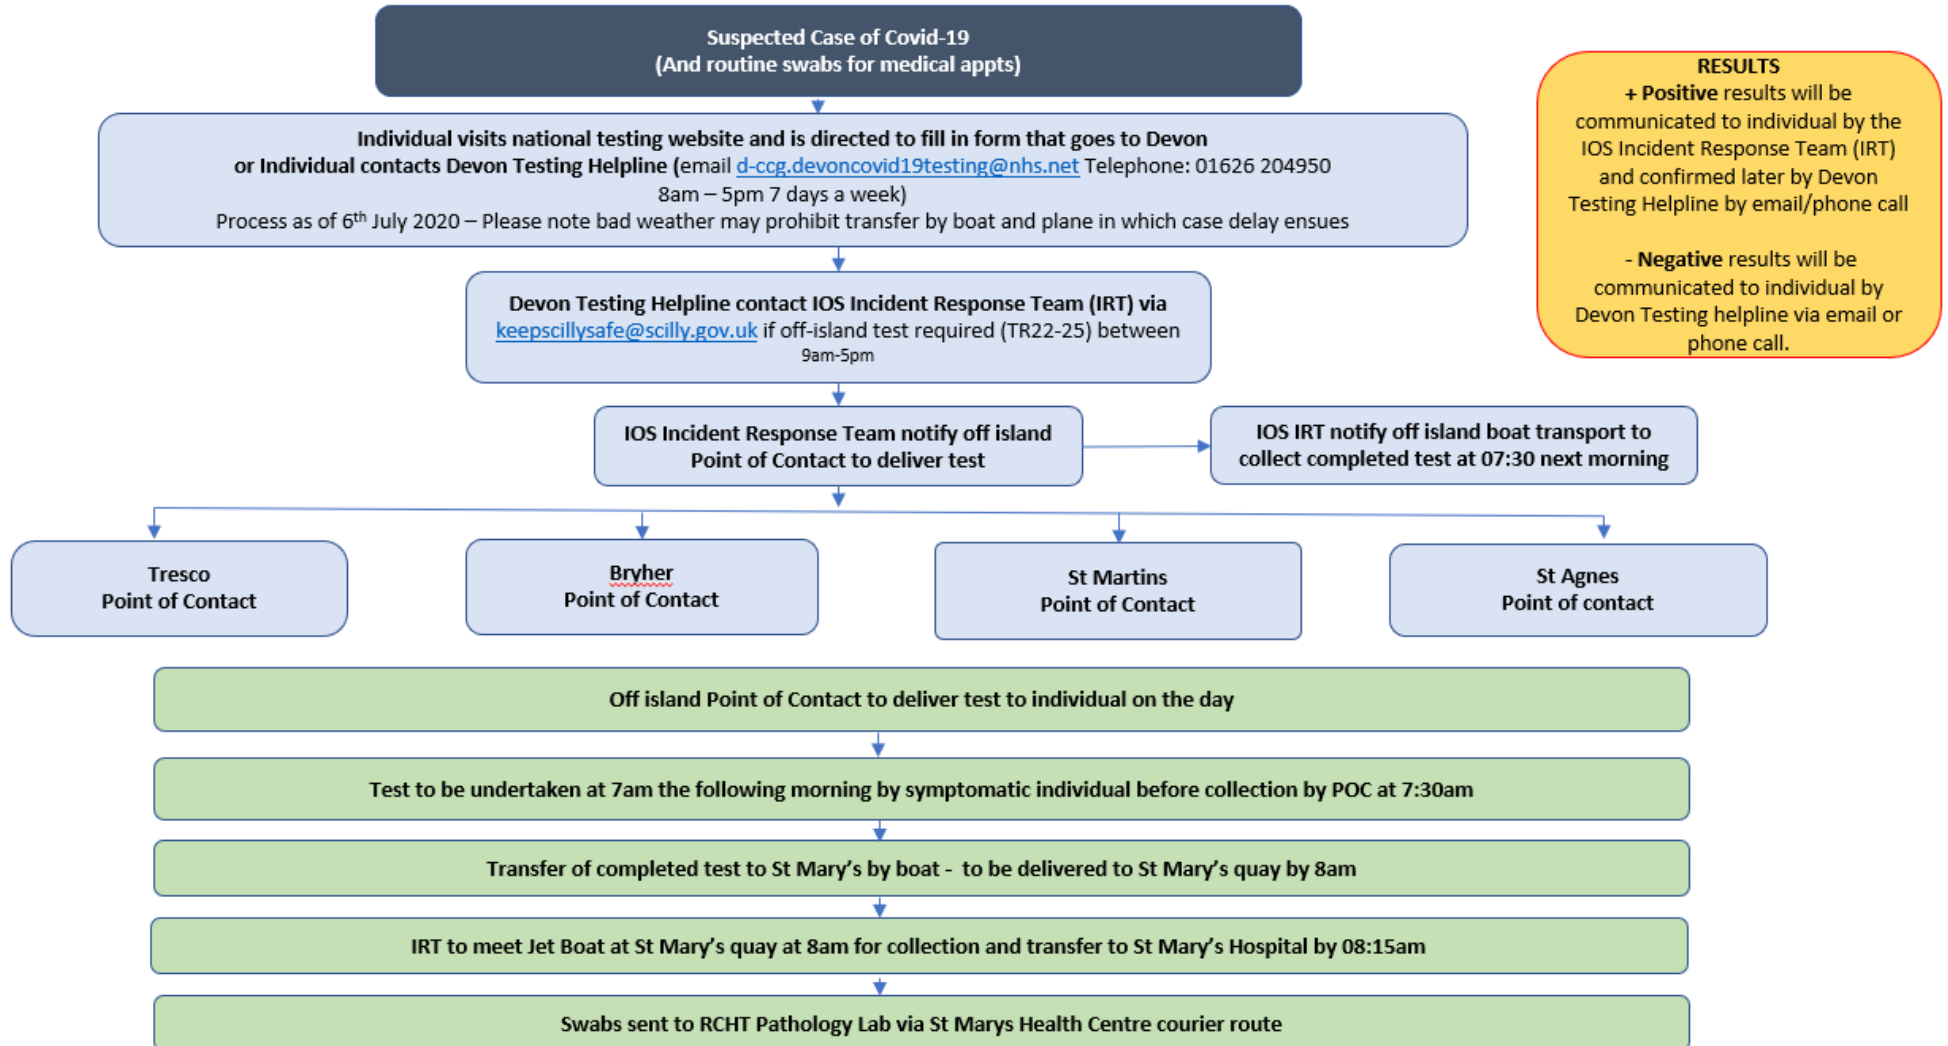 Suspected Case of Covid-19
(And routine swabs for medical appts)
Individual visits national testing website and is directed to fill in form that goes to Devon
or Individual contacts Devon Testing Helpline (email d-ccg.devoncovid19testing@nhs.net Telephone: 01626 204950
8am – 5pm 7 days a week)
Process as of 6th July 2020 – Please note bad weather may prohibit transfer by boat and plane in which case delay ensues
RESULTS
+ Positive results will be
communicated to individual by the
IOS Incident Response Team (IRT)
and confirmed later by Devon
Testing Helpline by email/phone call
- Negative results will be
communicated to individual by
Devon Testing helpline via email or
phone call.
Devon Testing Helpline contact IOS Incident Response Team (IRT) via
keepscillysafe@scilly.gov.uk if off-island test required (TR22-25) between
9am-5pm
IOS Incident Response Team notify off island
Point of Contact to deliver test
IOS IRT notify off island boat transport to
collect completed test at 07:30 next morning
Tresco
Point of Contact
Bryher
Point of Contact
St Martins
Point of Contact
St Agnes
Point of contact
Off island Point of Contact to deliver test to individual on the day
Test to be undertaken at 7am the following morning by symptomatic individual before collection by POC at 7:30am
Transfer of completed test to St Mary's by boat -  to be delivered to St Mary's quay by 8am
IRT to meet Jet Boat at St Mary's quay at 8am for collection and transfer to St Mary's Hospital by 08:15am
Swabs sent to RCHT Pathology Lab via St Marys Health Centre courier route